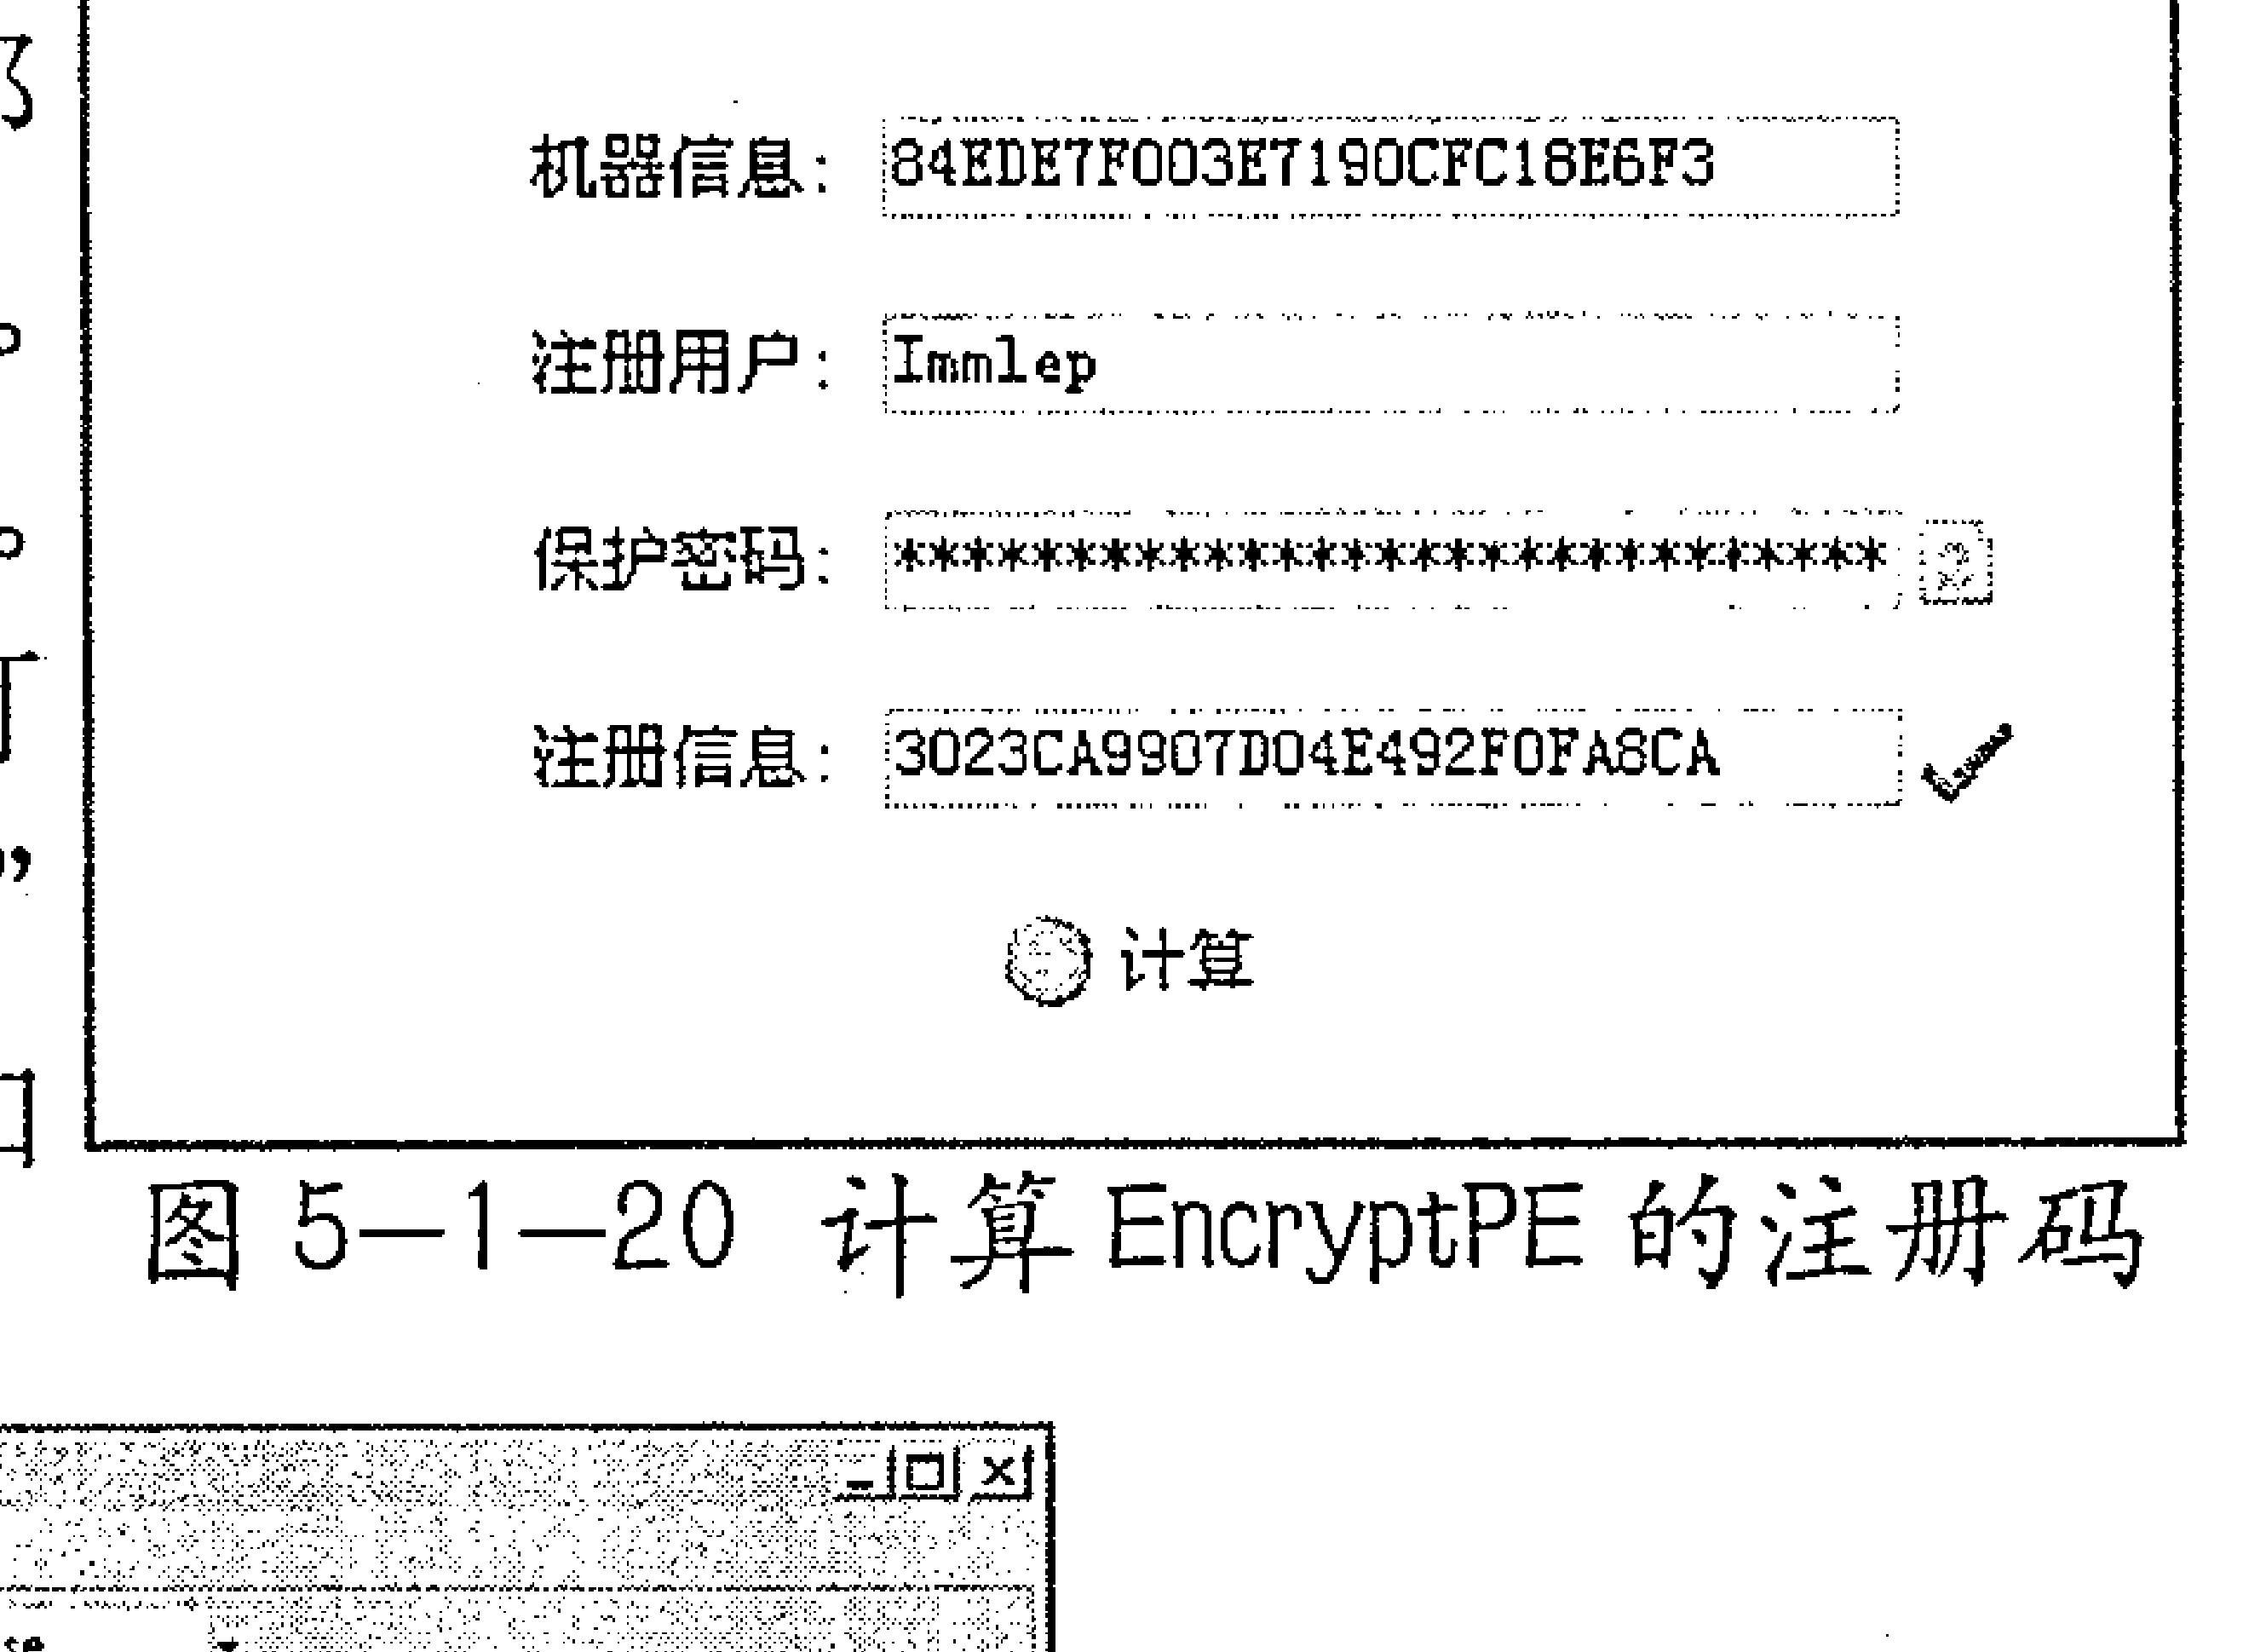 机器信息: 84EDE7F003E7190CFC18E6F3
注册用户: Immlep
保护密码: *****************************
注册信息: 3023CA9907D04E492F0FA8CA
计算
图 5-1-20 计算 EncryptPE 的注册码